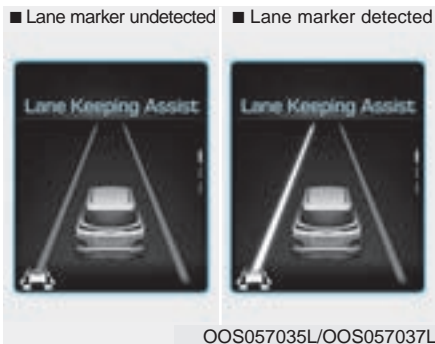 ■ Lane marker undetected ■ Lane marker detected
Lane Keeping Assist Lane Keeping Assist
OOS057035L/OOS057037L